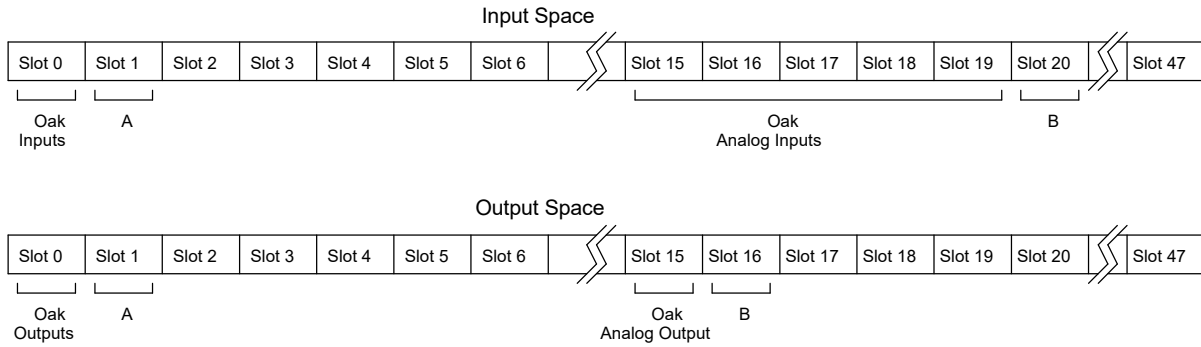 Input Space
Slot 0 Slot 1 Slot 2 Slot 3 Slot 4 Slot 5 Slot 6 Slot 15 Slot 16 Slot 17 Slot 18 Slot 19 Slot 20 Slot 47
Oak A Oak B
Inputs Analog Inputs
Output Space
Slot 0 Slot 1 Slot 2 Slot 3 Slot 4 Slot 5 Slot 6 Slot 15 Slot 16 Slot 17 Slot 18 Slot 19 Slot 20 Slot 47
Oak A Oak B
Outputs Analog Output